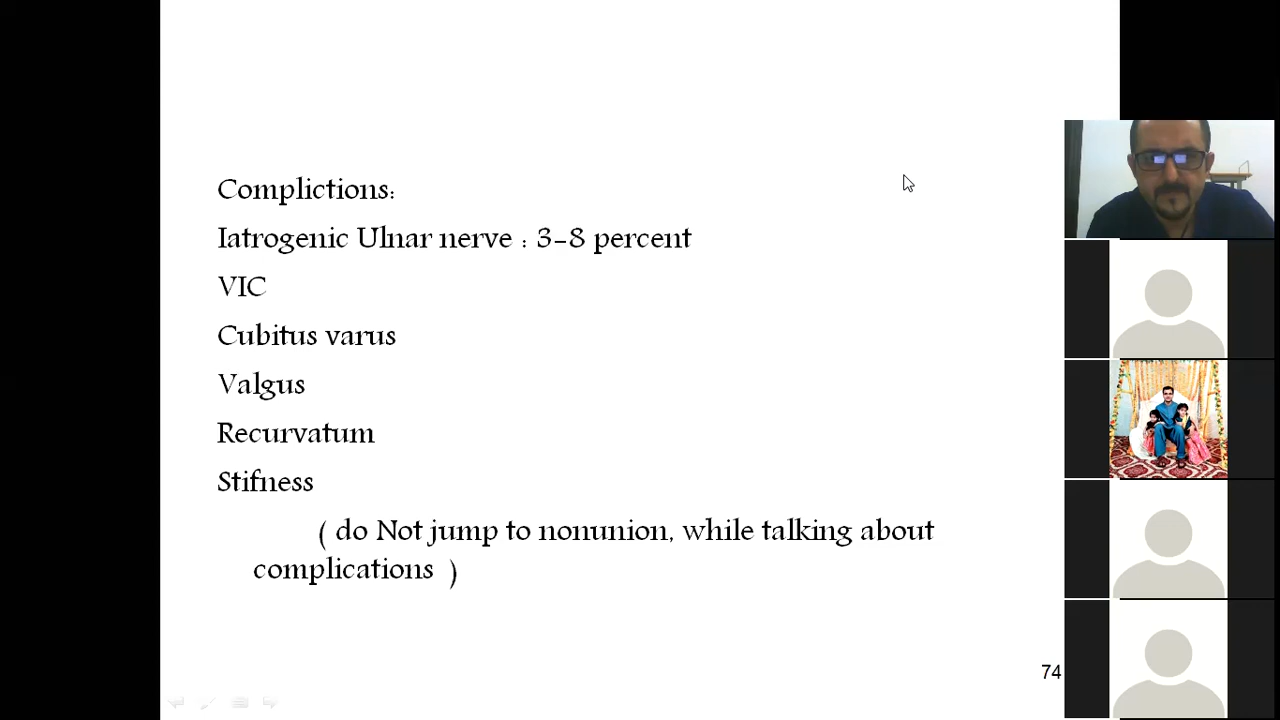 Complictions:
Iatrogenic Ulnar nerve : 3-8 percent
VIC
Cubitus varus
Valgus
Recurvatum
Stifness
( do Not jump to nonunion, while talking about
complications )
74